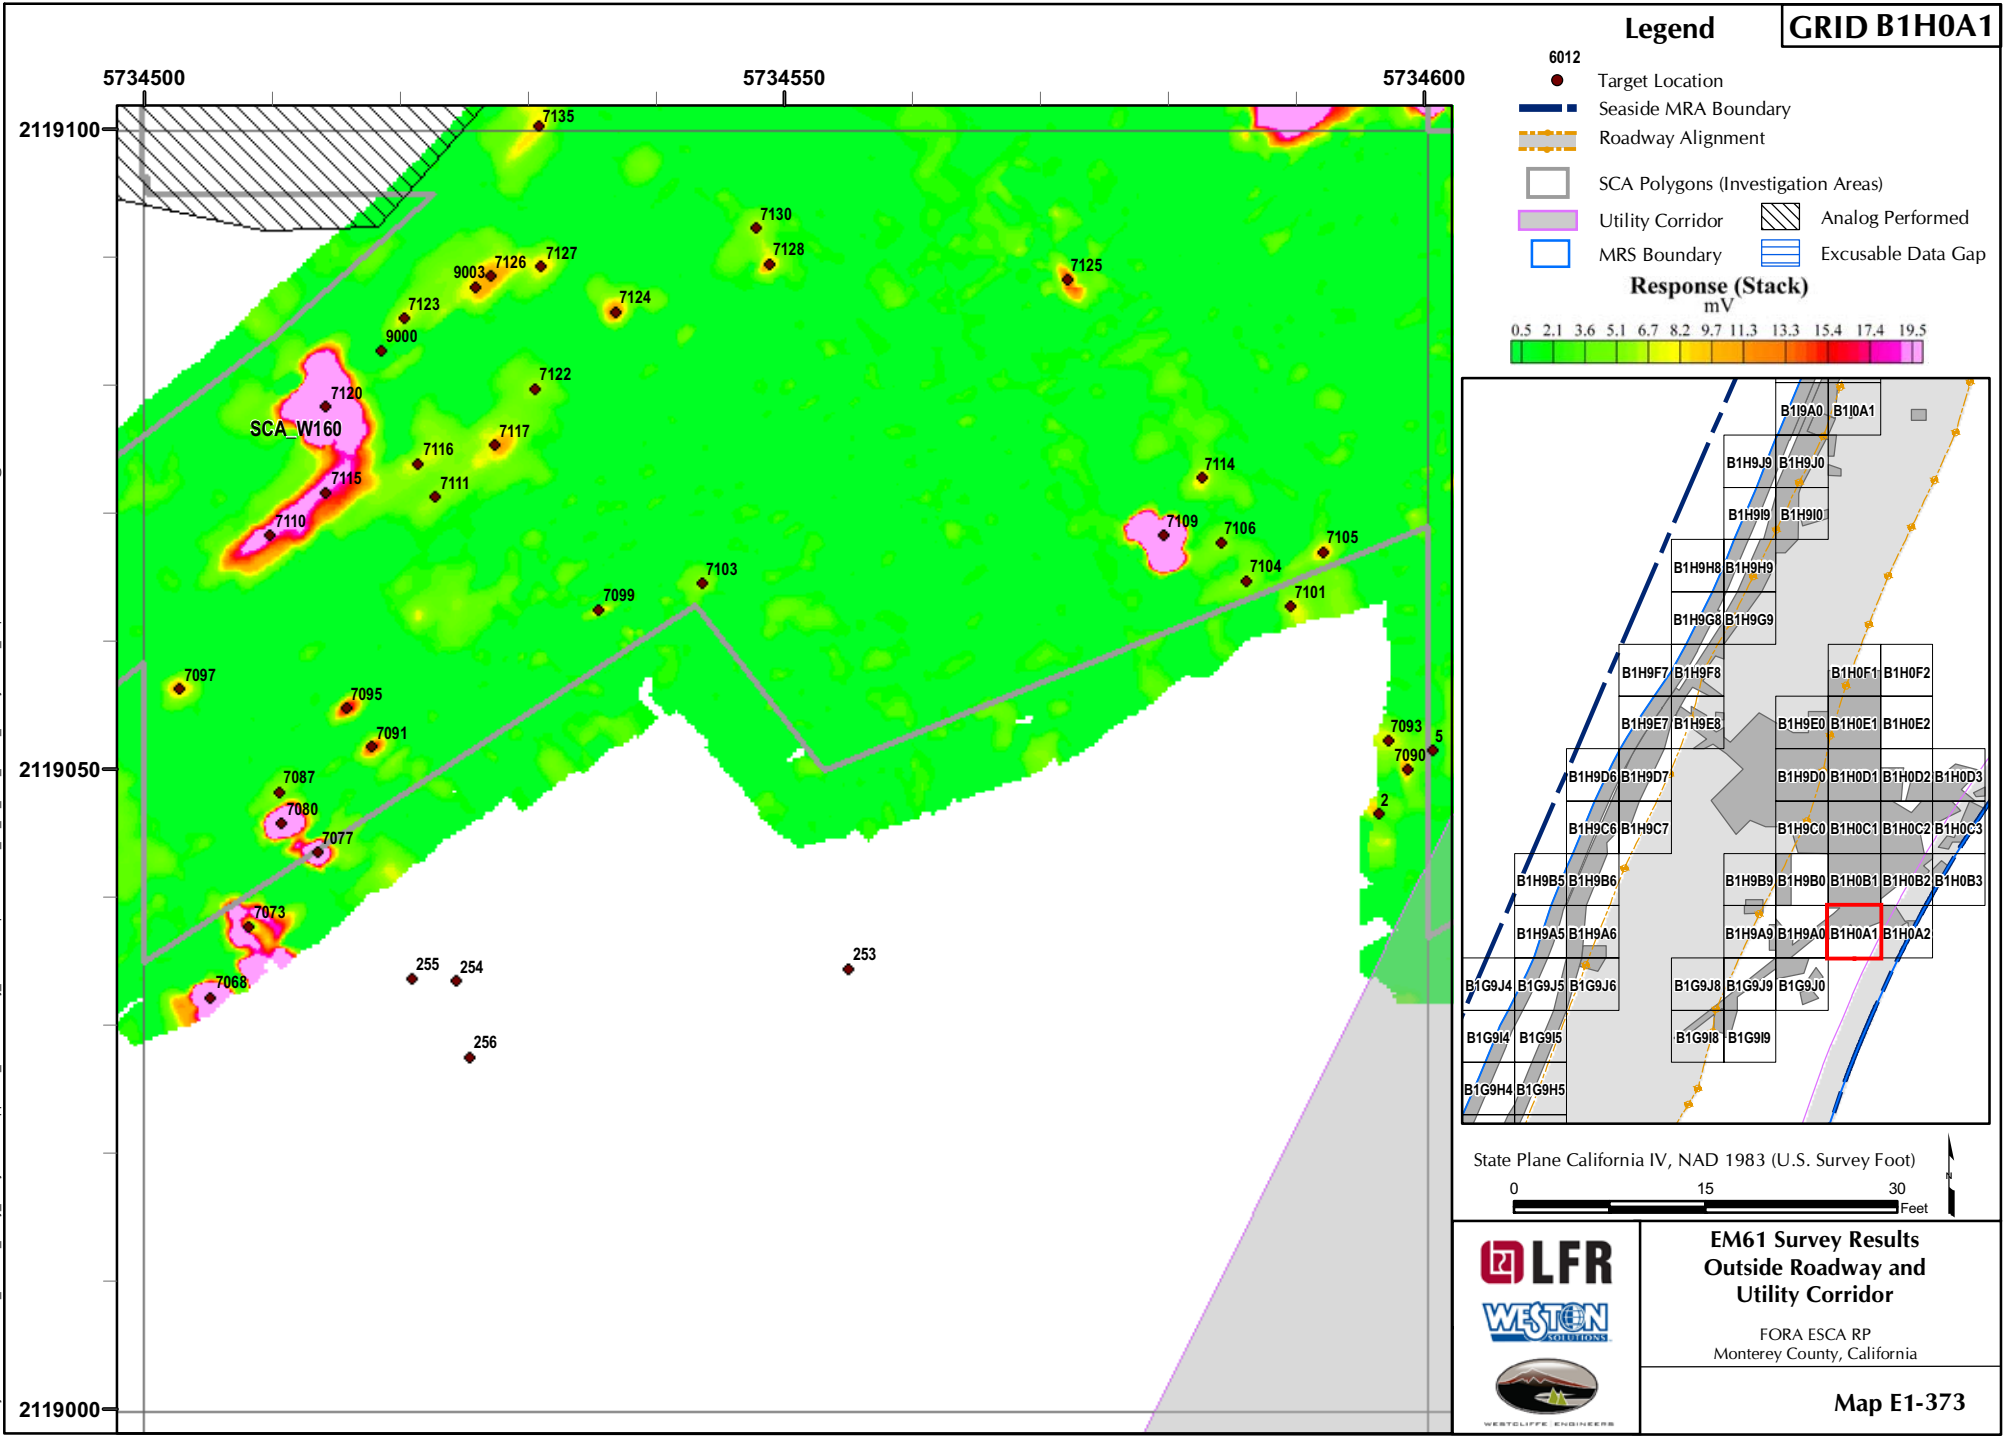 GRID B1H0A1
Legend
6012
Target Location
Seaside MRA Boundary
Roadway Alignment
SCA Polygons (Investigation Areas)
Utility Corridor
Analog Performed
MRS Boundary
Excusable Data Gap
Response (Stack)
mV
0.5 2.1 3.6 5.1 6.7 8.2 9.7 11.3 13.3 15.4 17.4 19.5
5734500
5734550
5734600
2119100
2119050
2119000
7135
7130
7128
7127
7126
9003
7125
7124
7123
9000
7122
7120
SCA_W160
7117
7116
7115
7111
7114
7110
7109
7106
7105
7104
7103
7101
7099
7097
7095
7091
7093
5
7090
7087
2
7080
7077
7073
7068
255
254
253
256
B1I9A0 B1I0A1
B1H9J9 B1H9J0
B1H9I9 B1H9I0
B1H9H8 B1H9H9
B1H9G8 B1H9G9
B1H9F7 B1H9F8 B1H0F1 B1H0F2
B1H9E7 B1H9E8 B1H9E0 B1H0E1 B1H0E2
B1H9D6 B1H9D7 B1H9D0 B1H0D1 B1H0D2 B1H0D3
B1H9C6 B1H9C7 B1H9C0 B1H0C1 B1H0C2 B1H0C3
B1H9B5 B1H9B6 B1H9B9 B1H9B0 B1H0B1 B1H0B2 B1H0B3
B1H9A5 B1H9A6 B1H9A9 B1H9A0 B1H0A1 B1H0A2
B1G9J4 B1G9J5 B1G9J6 B1G9J8 B1G9J9 B1G9J0
B1G9I4 B1G9I5 B1G9I8 B1G9I9
B1G9H4 B1G9H5
State Plane California IV, NAD 1983 (U.S. Survey Foot)
N
0 15 30
Feet
LFR
WESTON
SOLUTIONS
WESTCLIFFE ENGINEERS
EM61 Survey Results
Outside Roadway and
Utility Corridor
FORA ESCA RP
Monterey County, California
Map E1-373